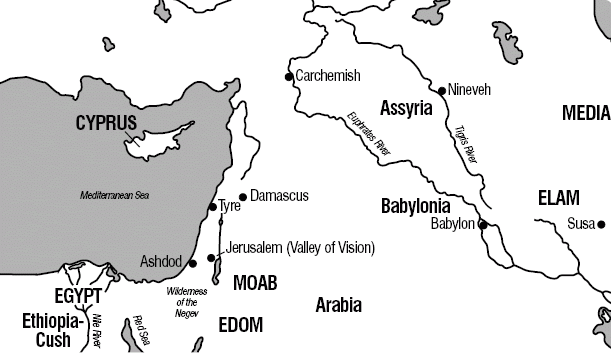 Carchemish
Nineveh
Assyria
MEDIA
CYPRUS
Euphrates River
Tigris River
Mediterranean Sea
Damascus
Tyre
Babylonia
ELAM
Babylon
Susa
Jerusalem (Valley of Vision)
Ashdod
MOAB
Wilderness
of the
Negev
EGYPT
Arabia
Ethiopia-
Cush
Nile River
Red Sea
EDOM